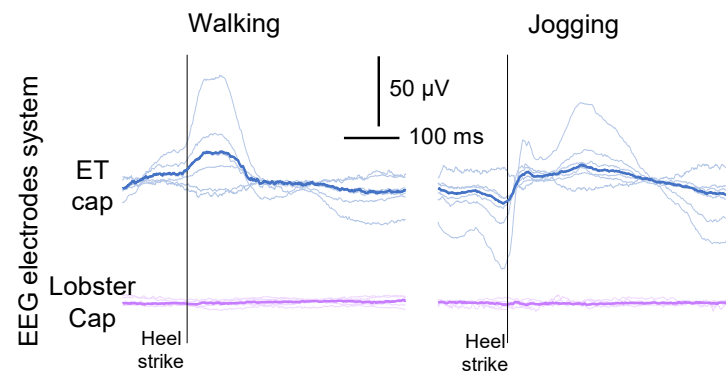 Walking
Jogging
50 µV
100 ms
EEG electrodes system
ET
cap
Lobster
Cap
Heel
strike
Heel
strike